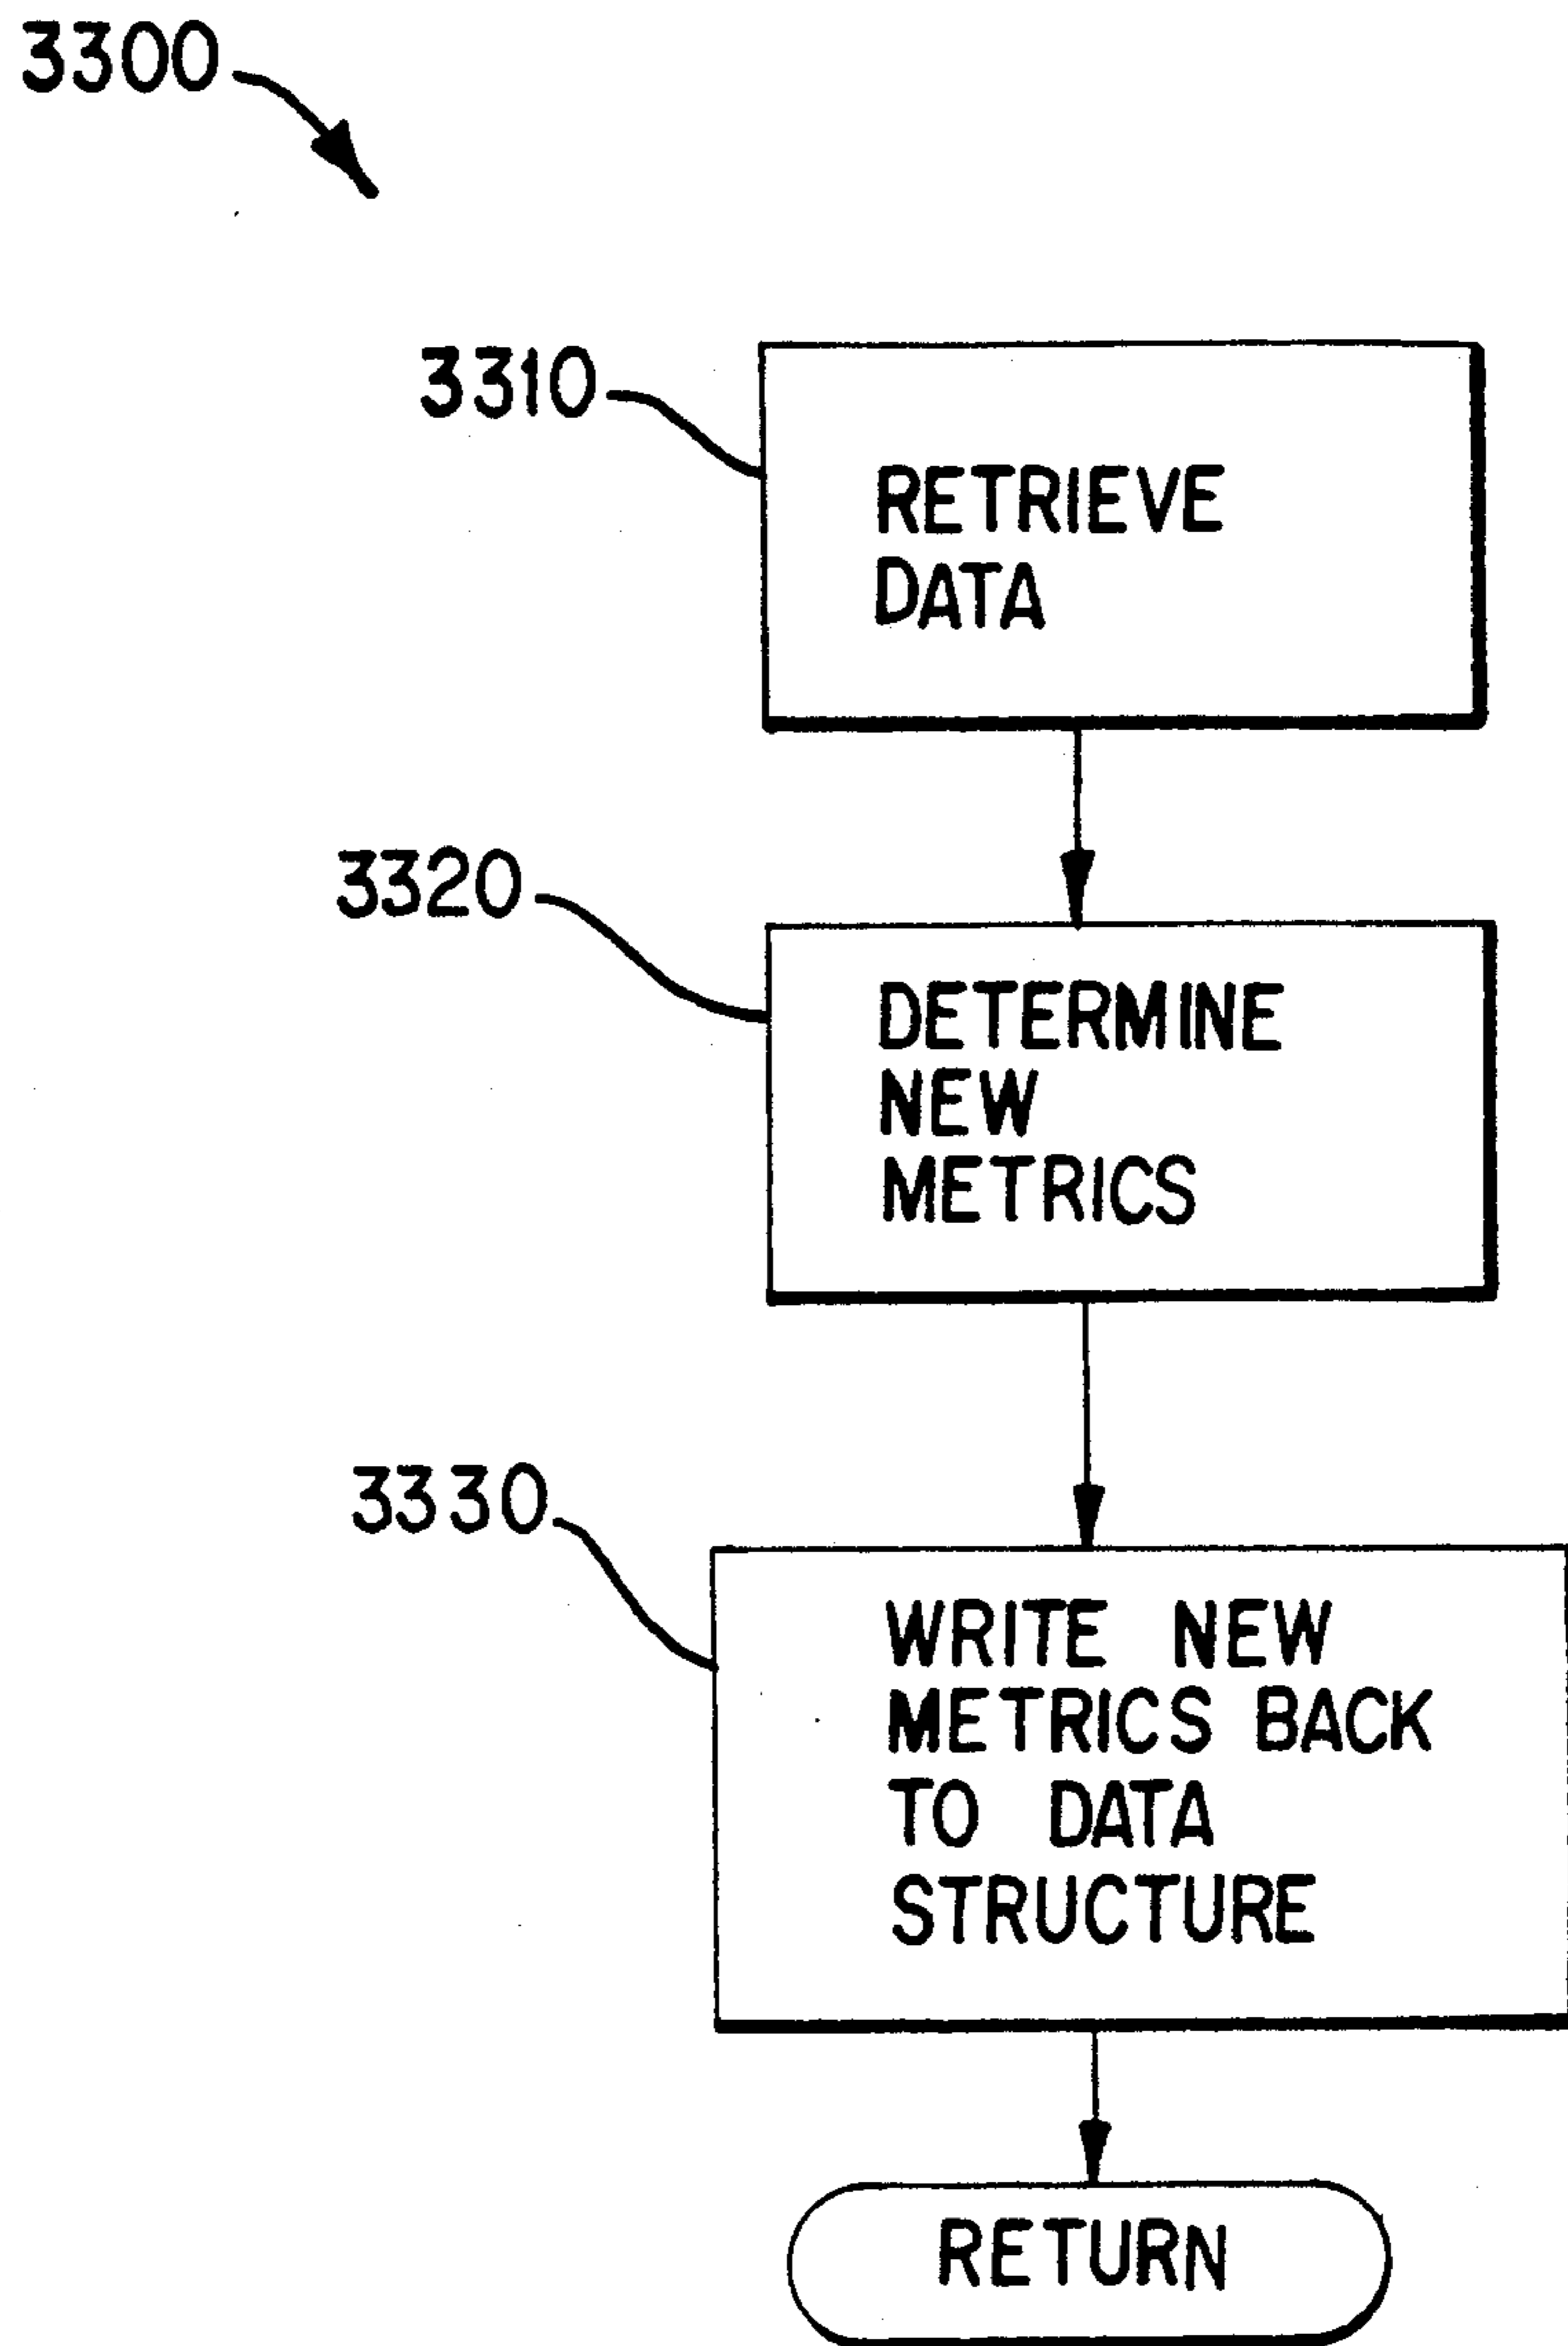 3300
3310
RETRIEVE
DATA
3320
DETERMINE
NEW
METRICS
3330
WRITE NEW
METRICS BACK
TO DATA
STRUCTURE
RETURN